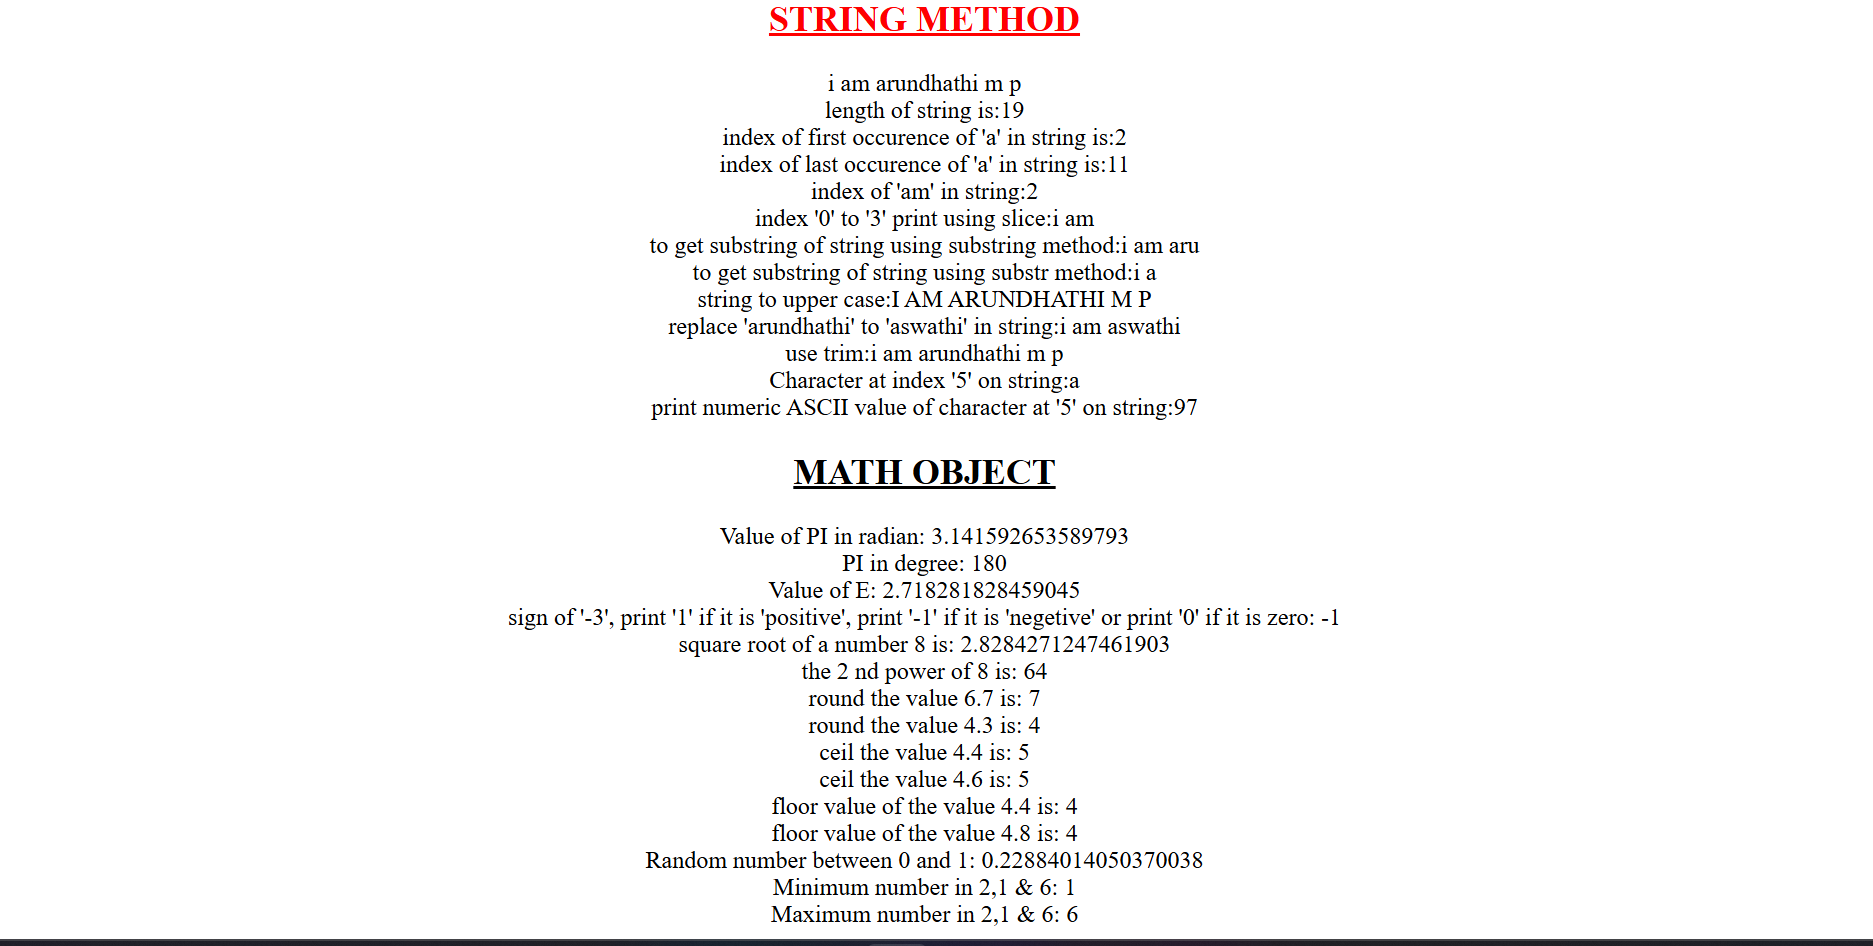 STRING METHOD
i am arundhathi m p
length of string is:19
index of first occurence of 'a' in string is:2
index of last occurence of 'a' in string is:11
index of 'am' in string:2
index '0' to '3' print using slice:i am
to get substring of string using substring method:i am aru
to get substring of string using substr method:i a
string to upper case:I AM ARUNDHATHI M P
replace 'arundhathi' to 'aswathi' in string:i am aswathi
use trim:i am arundhathi m p
Character at index '5' on string:a
print numeric ASCII value of character at '5' on string:97
MATH OBJECT
Value of PI in radian: 3.141592653589793
PI in degree: 180
Value of E: 2.718281828459045
sign of '-3', print '1' if it is 'positive', print '-1' if it is 'negetive' or print '0' if it is zero: -1
square root of a number 8 is: 2.8284271247461903
the 2 nd power of 8 is: 64
round the value 6.7 is: 7
round the value 4.3 is: 4
ceil the value 4.4 is: 5
ceil the value 4.6 is: 5
floor value of the value 4.4 is: 4
floor value of the value 4.8 is: 4
Random number between 0 and 1: 0.22884014050370038
Minimum number in 2,1 & 6: 1
Maximum number in 2,1 & 6: 6